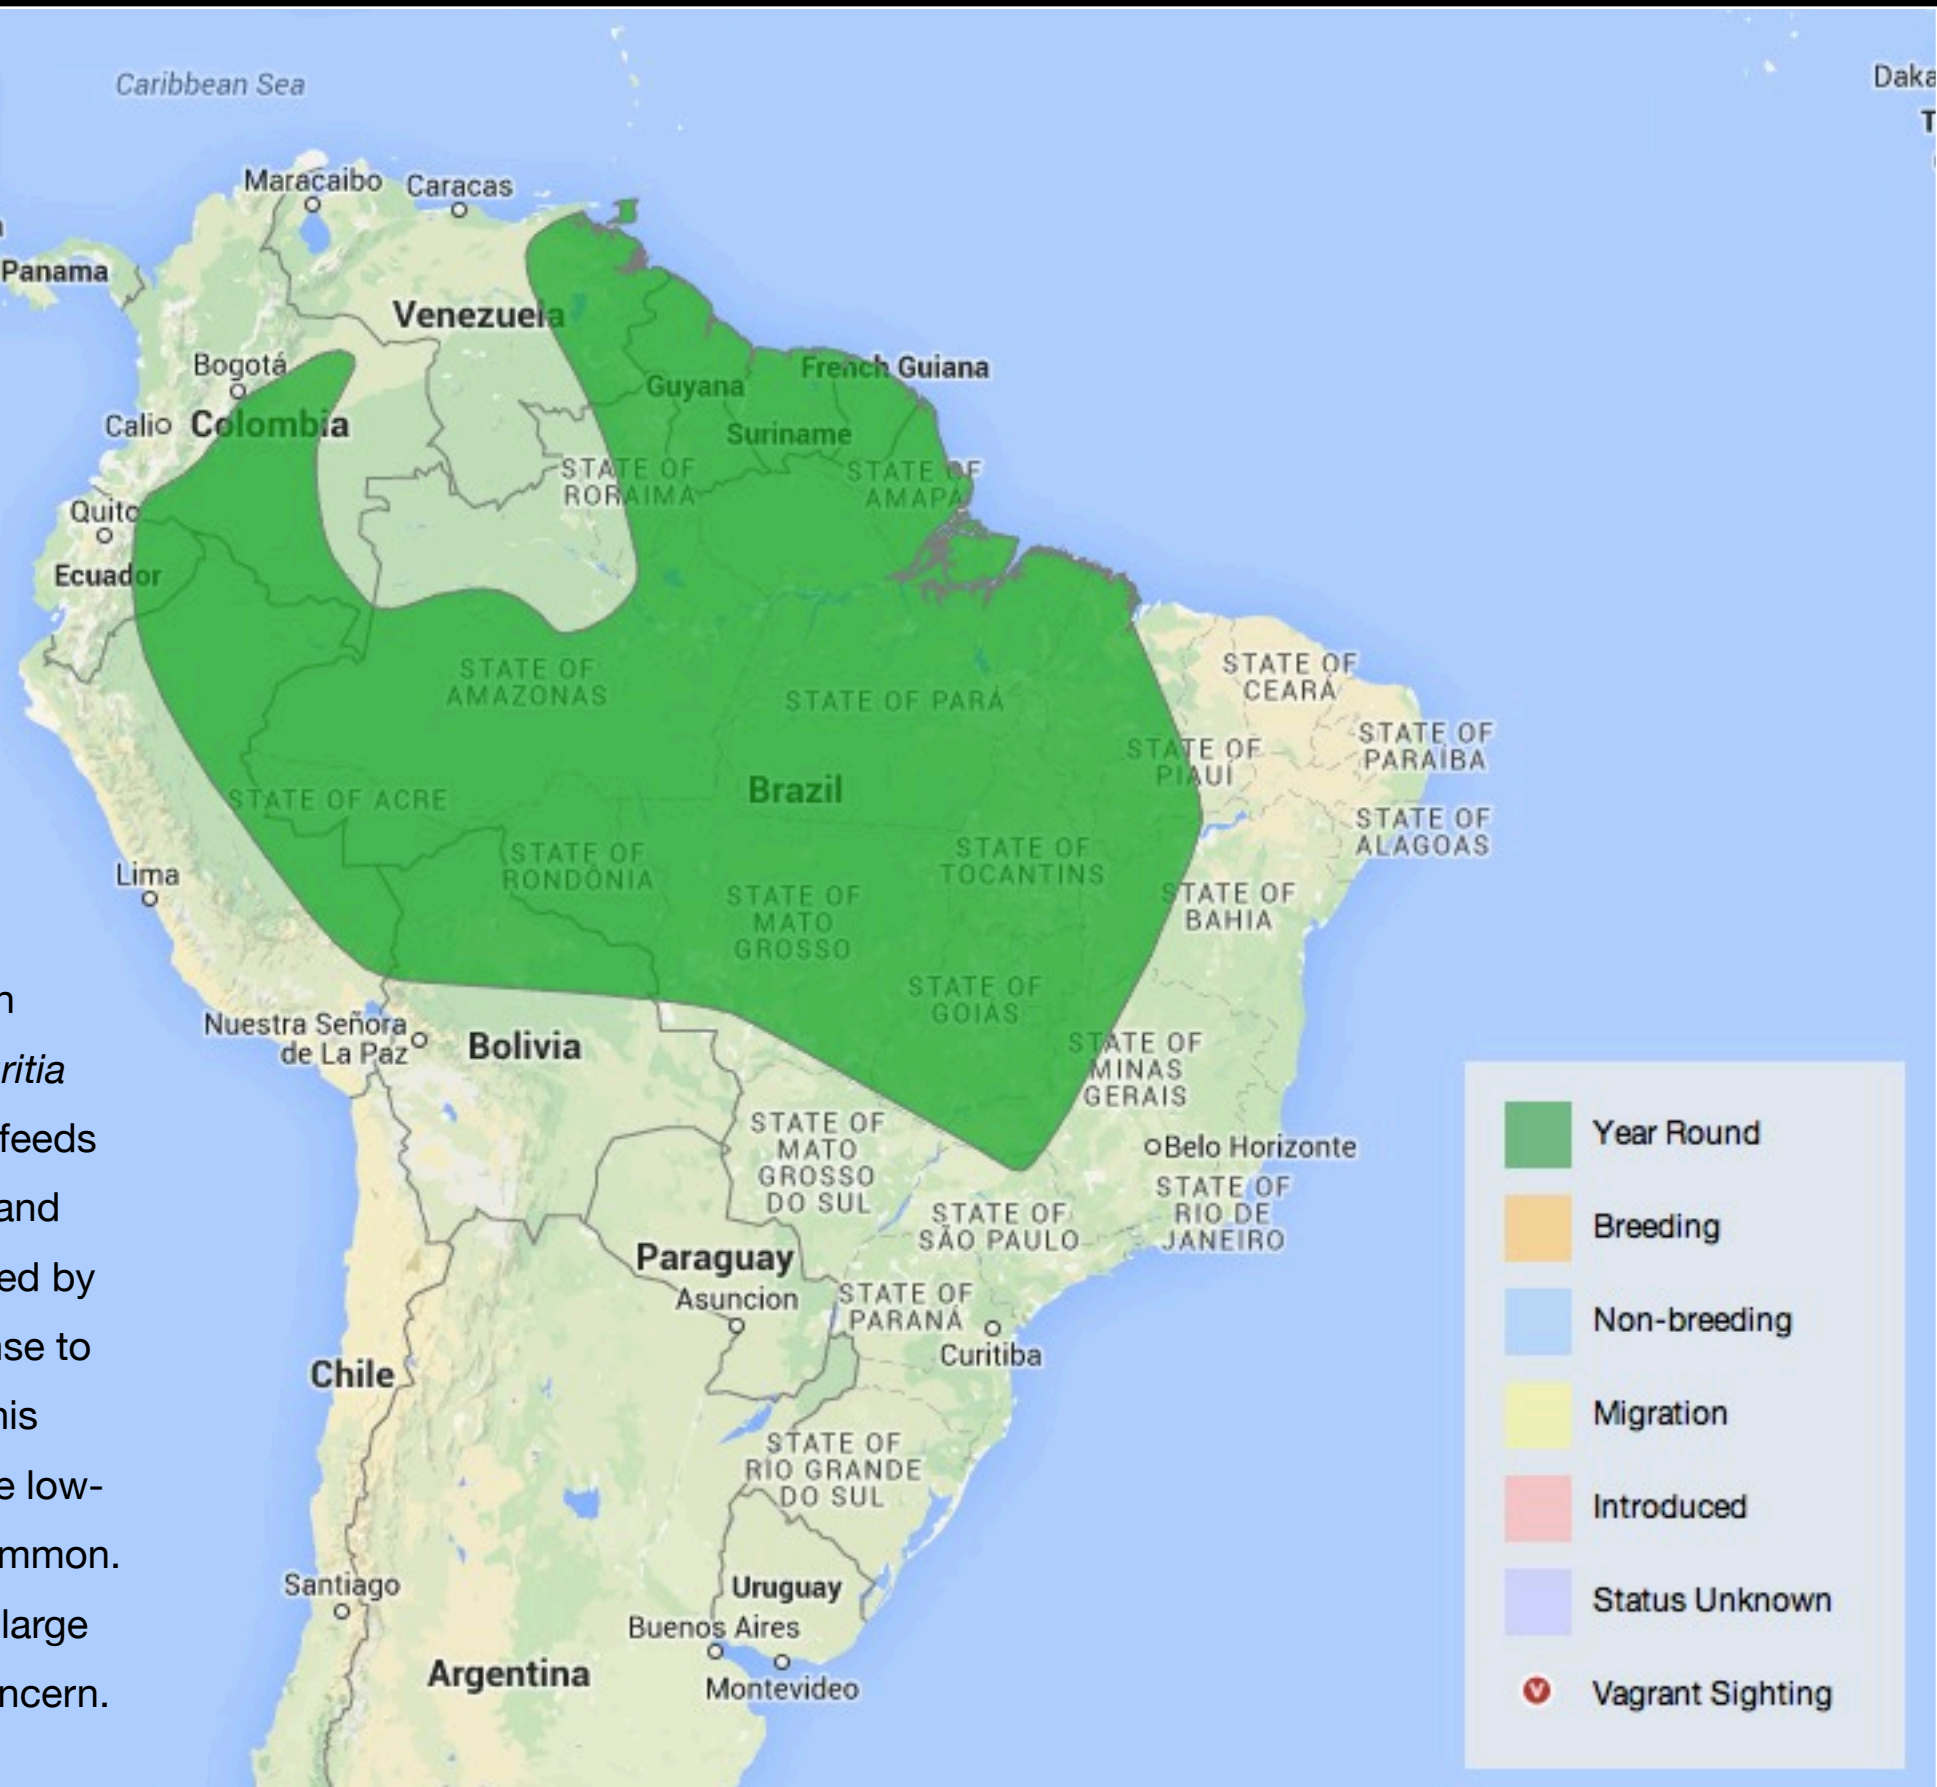 Caribbean Sea
Daka
T
Maracaibo
Caracas
Panama
Venezuela
Bogotá
French Guiana
Guyana
Calio
Colombia
Suriname
STATE OF
RORAIMA
STATE OF
AMAPÁ
Quito
Ecuador
STATE OF
AMAZONAS
STATE OF PARÁ
STATE OF
CEARÁ
STATE OF
PARAÍBA
STATE OF
PIAUÍ
Brazil
STATE OF ACRE
STATE OF
ALAGOAS
STATE OF
RONDÔNIA
STATE OF
TOCANTINS
Lima
STATE OF
MATO
GROSSO
STATE OF
BAHIA
STATE OF
GOIÁS
Nuestra Señora
de La Paz
Bolivia
STATE OF
MINAS
GERAIS
STATE OF
MATO
GROSSO
DO SUL
Belo Horizonte
STATE OF
RIO DE
JANEIRO
STATE OF
SÃO PAULO
Paraguay
Asuncion
STATE OF
PARANÁ
Curitiba
Chile
STATE OF
RIO GRANDE
DO SUL
Santiago
Uruguay
Buenos Aires
Argentina
Montevideo
n
ritia
feeds
and
ed by
se to
nis
e low-
mmon.
large
ncern.
Year Round
Breeding
Non-breeding
Migration
Introduced
Status Unknown
V Vagrant Sighting